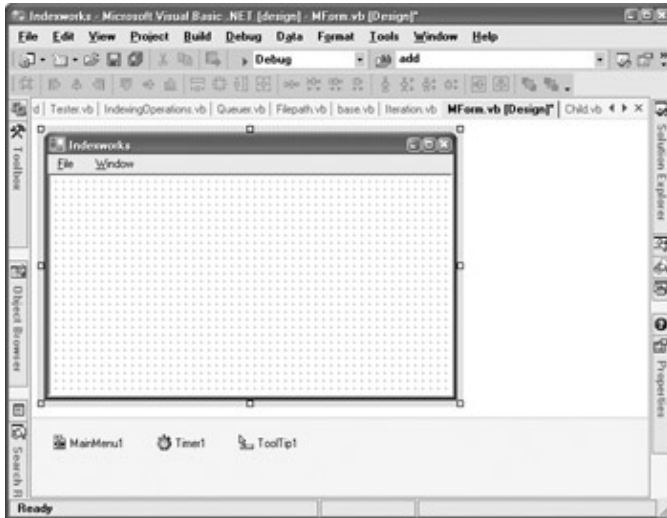 Indexworks - Microsoft Visual Basic .NET [design] - MForm.vb [Design]*
File Edit View Project Build Debug Data Format Tools Window Help
Debug add
d | Tester.vb | IndexingOperations.vb | Queuer.vb | Filepath.vb | base.vb | Iteration.vb MForm.vb [Design]* Child.vb
Toolbox
Object Browser
Search R
Indexworks
File Window
MainMenu1 Timer1 ToolTip1
Solution Explorer
Properties
Ready